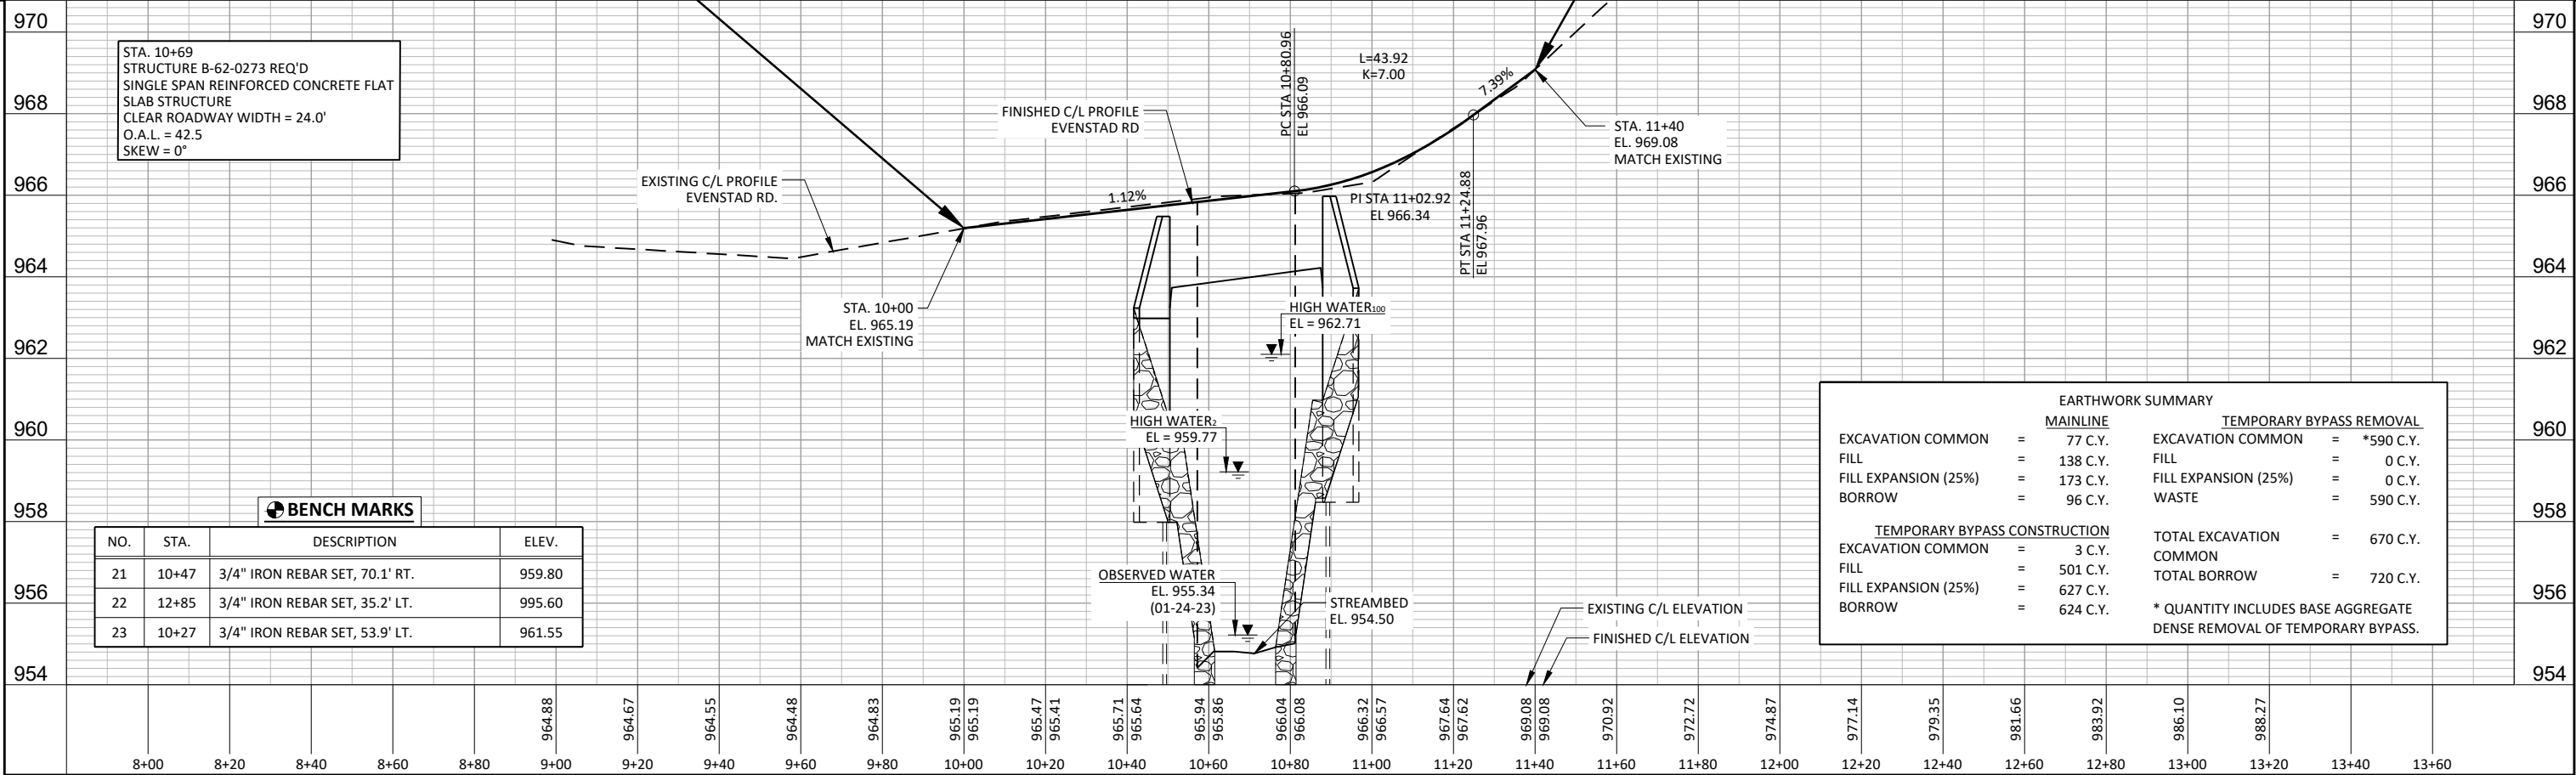 970
968
966
964
962
960
958
956
954
STA. 10+69
STRUCTURE B-62-0273 REQ'D
SINGLE SPAN REINFORCED CONCRETE FLAT
SLAB STRUCTURE
CLEAR ROADWAY WIDTH = 24.0'
O.A.L. = 42.5
SKEW = 0°
EXISTING C/L PROFILE
EVENSTAD RD.
FINISHED C/L PROFILE
EVENSTAD RD
1.12%
STA. 10+00
EL. 965.19
MATCH EXISTING
PC STA 10+80.96
EL 966.09
L=43.92
K=7.00
7.39%
PI STA 11+02.92
EL 966.34
PT STA 11+24.88
EL 967.96
STA. 11+40
EL. 969.08
MATCH EXISTING
HIGH WATER100
EL = 962.71
HIGH WATER2
EL = 959.77
OBSERVED WATER
EL. 955.34
(01-24-23)
STREAMBED
EL. 954.50
EXISTING C/L ELEVATION
FINISHED C/L ELEVATION
BENCH MARKS
NO. STA. DESCRIPTION ELEV.
21 10+47 3/4" IRON REBAR SET, 70.1' RT. 959.80
22 12+85 3/4" IRON REBAR SET, 35.2' LT. 995.60
23 10+27 3/4" IRON REBAR SET, 53.9' LT. 961.55
EARTHWORK SUMMARY
MAINLINE
EXCAVATION COMMON = 77 C.Y.
FILL = 138 C.Y.
FILL EXPANSION (25%) = 173 C.Y.
BORROW = 96 C.Y.
TEMPORARY BYPASS CONSTRUCTION
EXCAVATION COMMON = 3 C.Y.
FILL = 501 C.Y.
FILL EXPANSION (25%) = 627 C.Y.
BORROW = 624 C.Y.
TEMPORARY BYPASS REMOVAL
EXCAVATION COMMON = *590 C.Y.
FILL = 0 C.Y.
FILL EXPANSION (25%) = 0 C.Y.
WASTE = 590 C.Y.
TOTAL EXCAVATION = 670 C.Y.
COMMON
TOTAL BORROW = 720 C.Y.
* QUANTITY INCLUDES BASE AGGREGATE
DENSE REMOVAL OF TEMPORARY BYPASS.
970
968
966
964
962
960
958
956
954
964.88
964.67
964.55
964.48
964.83
965.19
965.19
965.47
965.41
965.71
965.64
965.94
965.86
966.04
966.08
966.32
966.57
967.64
967.62
969.08
969.08
970.92
972.72
974.87
977.14
979.35
981.66
983.92
986.10
988.27
8+00 8+20 8+40 8+60 8+80 9+00 9+20 9+40 9+60 9+80 10+00 10+20 10+40 10+60 10+80 11+00 11+20 11+40 11+60 11+80 12+00 12+20 12+40 12+60 12+80 13+00 13+20 13+40 13+60